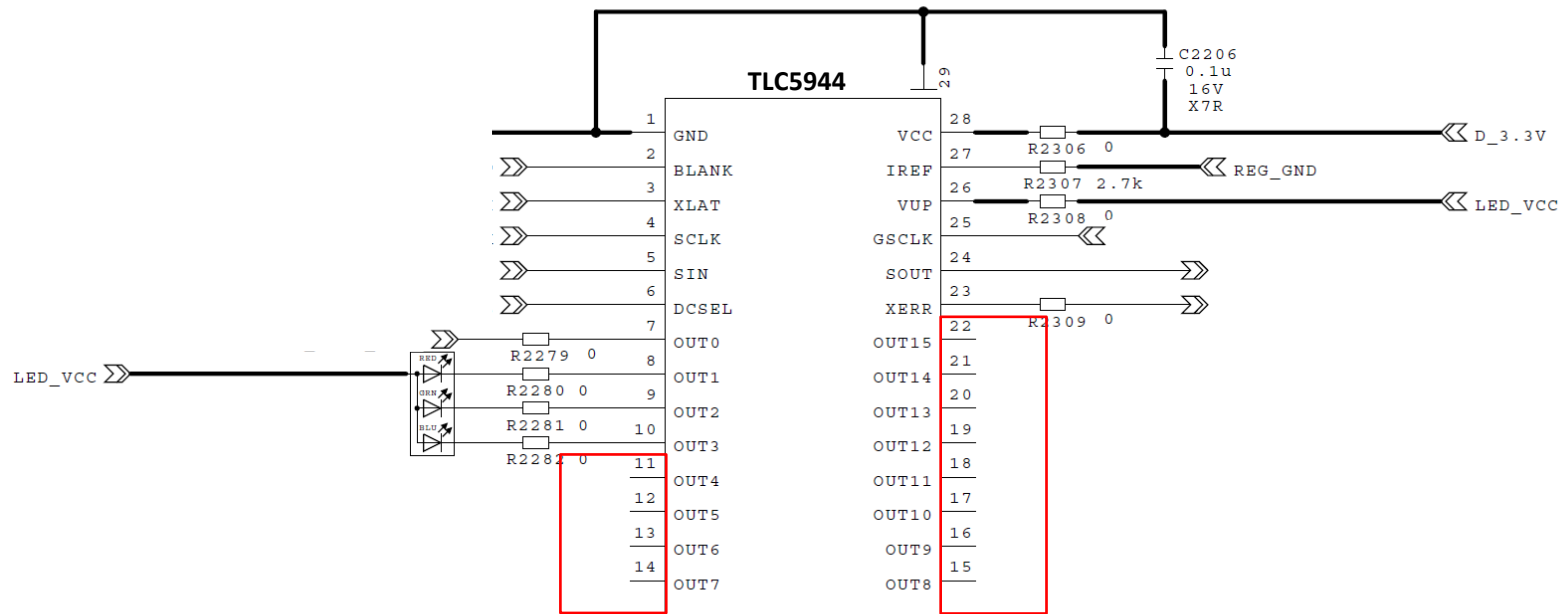 TLC5944
29
C2206
0.1u
16V
X7R
1 GND
2 BLANK
3 XLAT
4 SCLK
5 SIN
6 DCSEL
7 OUT0
8 OUT1
9 OUT2
10 OUT3
11 OUT4
12 OUT5
13 OUT6
14 OUT7
R2279 0
R2280 0
R2281 0
R2282 0
LED_VCC
RED
GRN
BLU
28 VCC
27 IREF
26 VUP
25 GSCLK
24 SOUT
23 XERR
22 OUT15
21 OUT14
20 OUT13
19 OUT12
18 OUT11
17 OUT10
16 OUT9
15 OUT8
R2306 0
D_3.3V
R2307 2.7k
REG_GND
R2308 0
LED_VCC
R2309 0